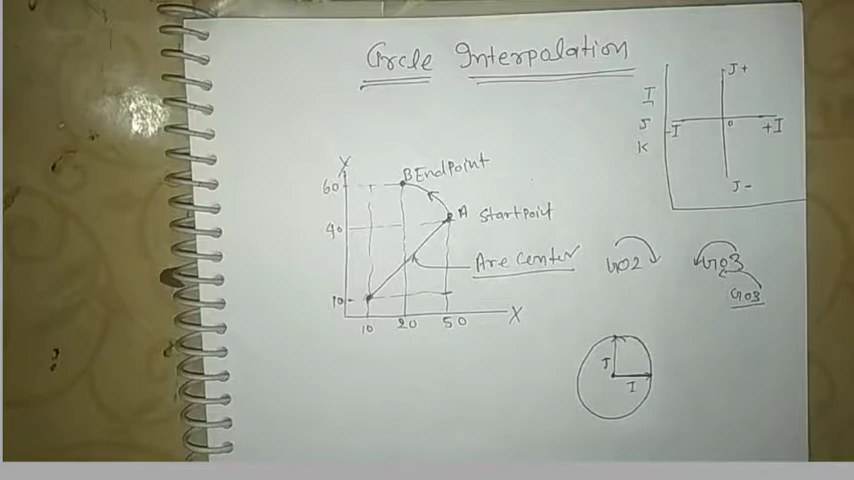 Circle Interpolation
J+
I
J
K
-I
0
+I
J-
Y
60
B Endpoint
40
A Startpoint
Arc Center
10
10
20
50
X
G02
G03
G03
J
I